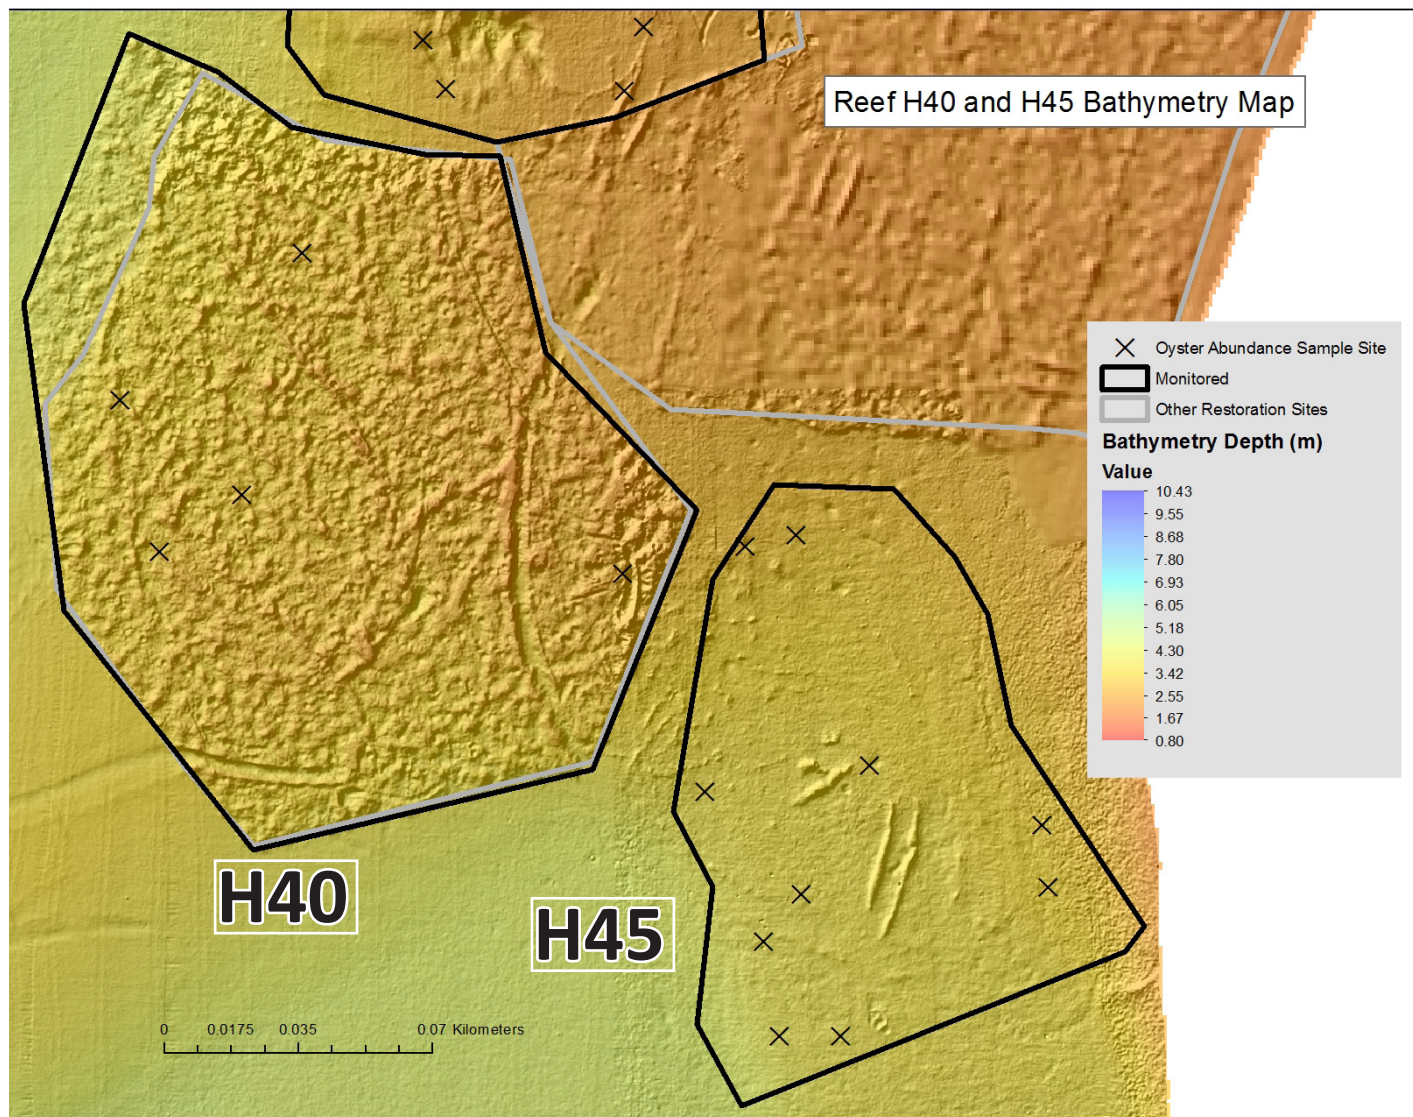 Reef H40 and H45 Bathymetry Map
Oyster Abundance Sample Site
Monitored
Other Restoration Sites
Bathymetry Depth (m)
Value
10.43
9.55
8.68
7.80
6.93
6.05
5.18
4.30
3.42
2.55
1.67
0.80
H40
H45
0 0.0175 0.035 0.07 Kilometers